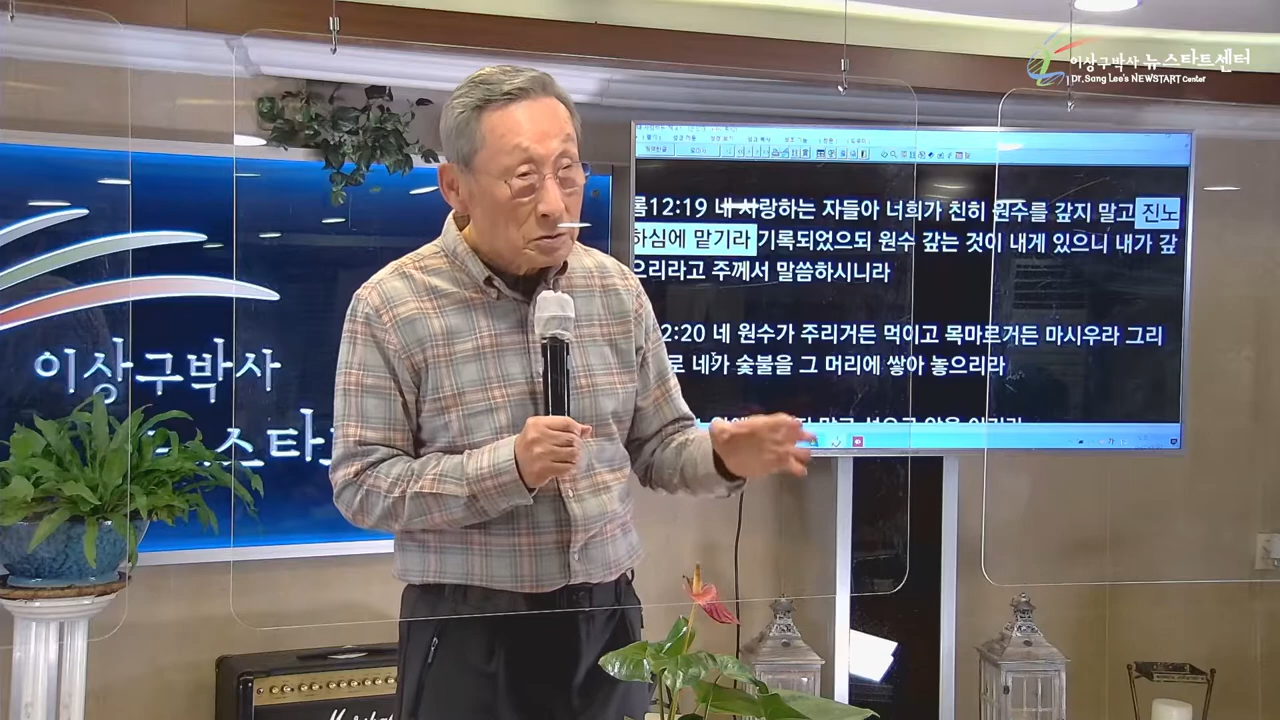 이상구박사 뉴스타트센터
Dr. Sang Lee's NEWSTART Center
롬12:19 내 사랑하는 자들아 너희가 친히 원수를 갚지 말고 진노
하심에 맡기라 기록되었으되 원수 갚는 것이 내게 있으니 내가 갚
으리라고 주께서 말씀하시니라
2:20 네 원수가 주리거든 먹이고 목마르거든 마시우라 그리
로 네가 숯불을 그 머리에 쌓아 놓으리라
이상구박사
스타트
Marshall